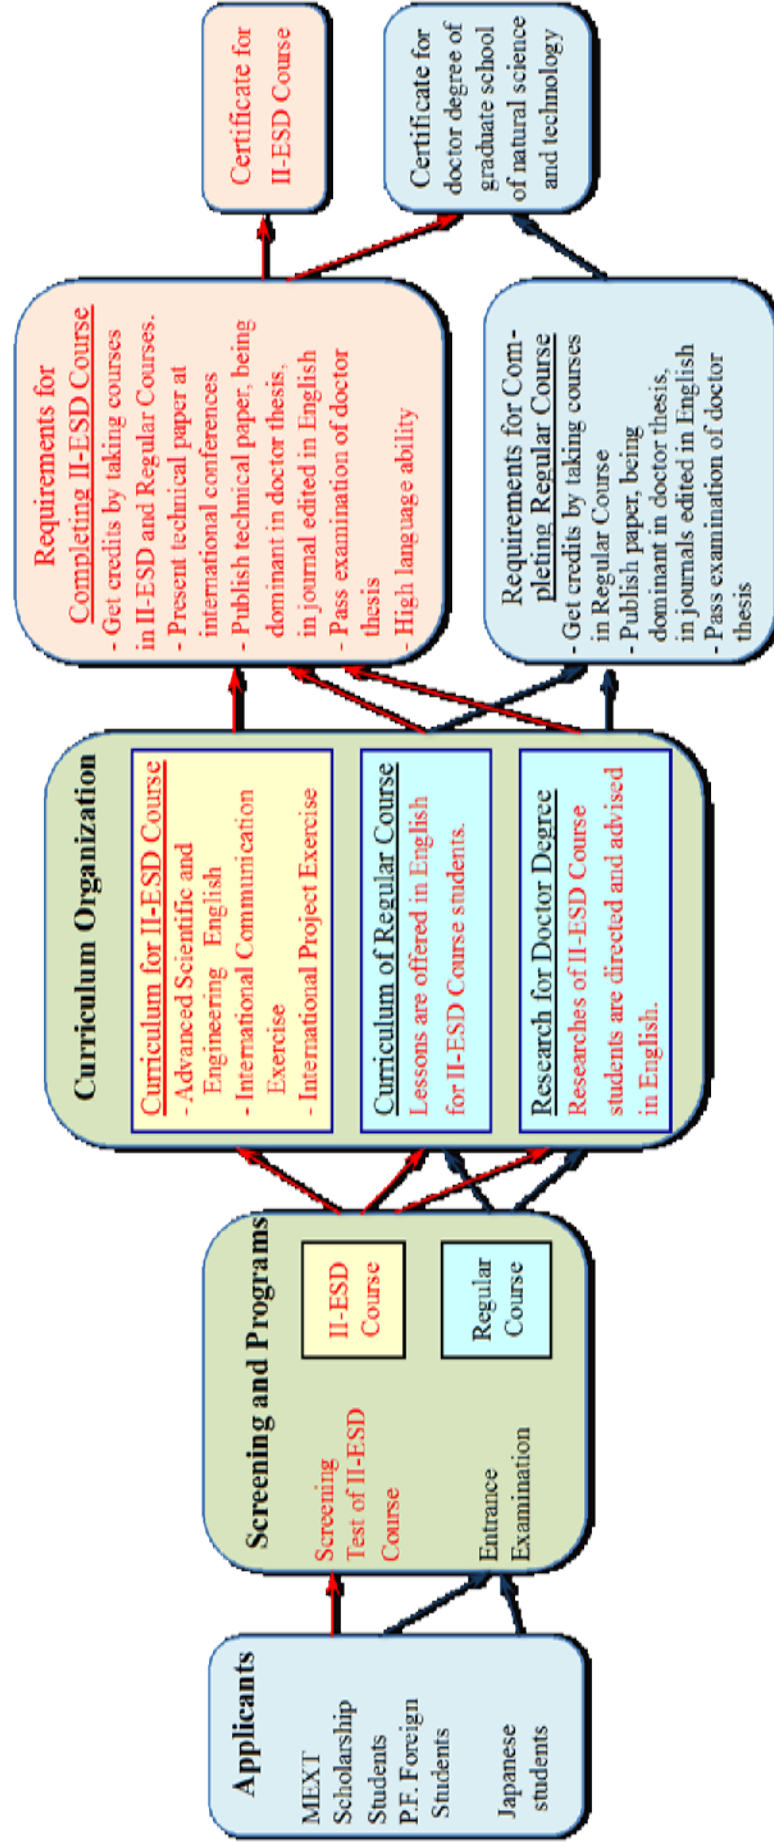 Applicants
MEXT
Scholarship
Students
P.F. Foreign
Students
Japanese
students
Screening and Programs
Screening
Test of II-ESD
Course
Entrance
Examination
II-ESD
Course
Regular
Course
Curriculum Organization
Curriculum for II-ESD Course
- Advanced Scientific and
Engineering English
- International Communication
Exercise
- International Project Exercise
Curriculum of Regular Course
Lessons are offered in English
for II-ESD Course students.
Research for Doctor Degree
Researches of II-ESD Course
students are directed and advised
in English.
Requirements for
Completing II-ESD Course
- Get credits by taking courses
in II-ESD and Regular Courses.
- Present technical paper at
international conferences
- Publish technical paper, being
dominant in doctor thesis,
in journal edited in English
- Pass examination of doctor
thesis
- High language ability
Requirements for Com-
pleting Regular Course
- Get credits by taking courses
in Regular Course
- Publish paper, being
dominant in doctor thesis,
in journals edited in English
- Pass examination of doctor
thesis
Certificate for
II-ESD Course
Certificate for
doctor degree of
graduate school
of natural science
and technology